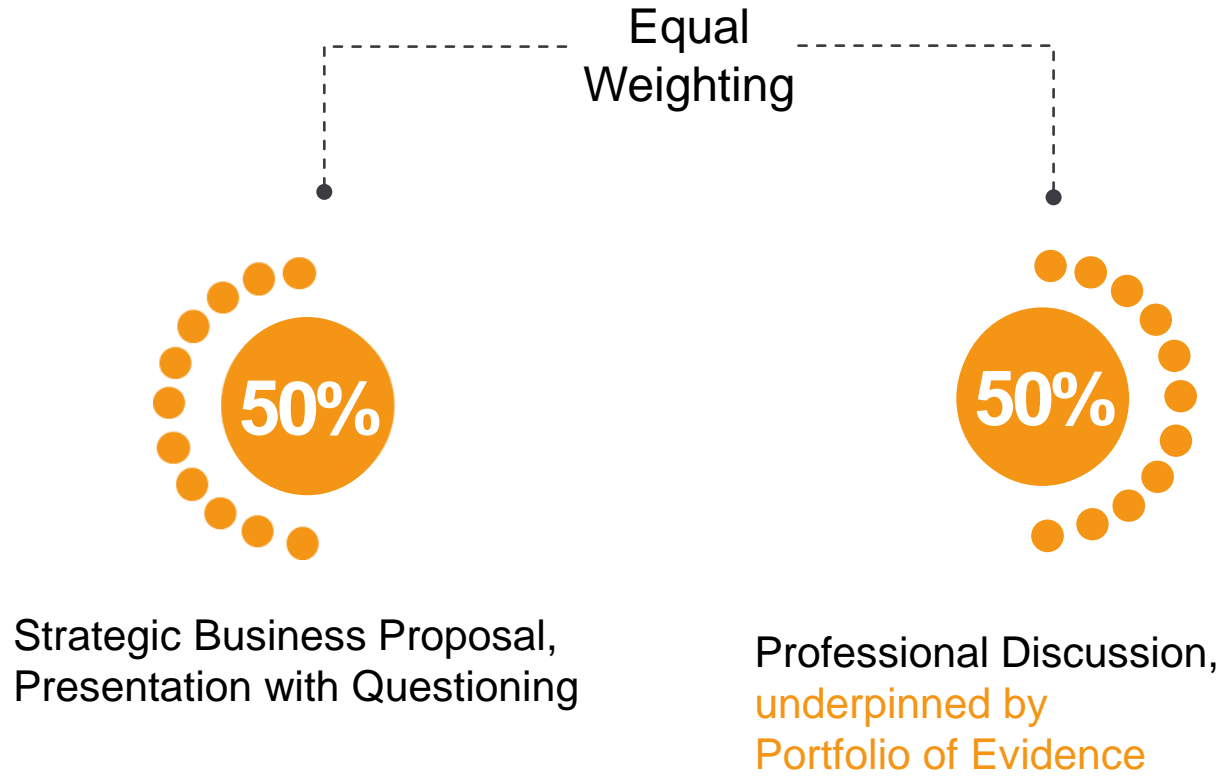 Equal
Weighting
50%
50%
Strategic Business Proposal,
Presentation with Questioning
Professional Discussion,
underpinned by
Portfolio of Evidence